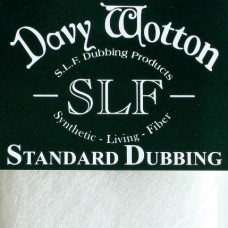 Davy Wotton
S.L.F. Dubbing Products
- SLF -
Synthetic - Living - Fiber
STANDARD DUBBING